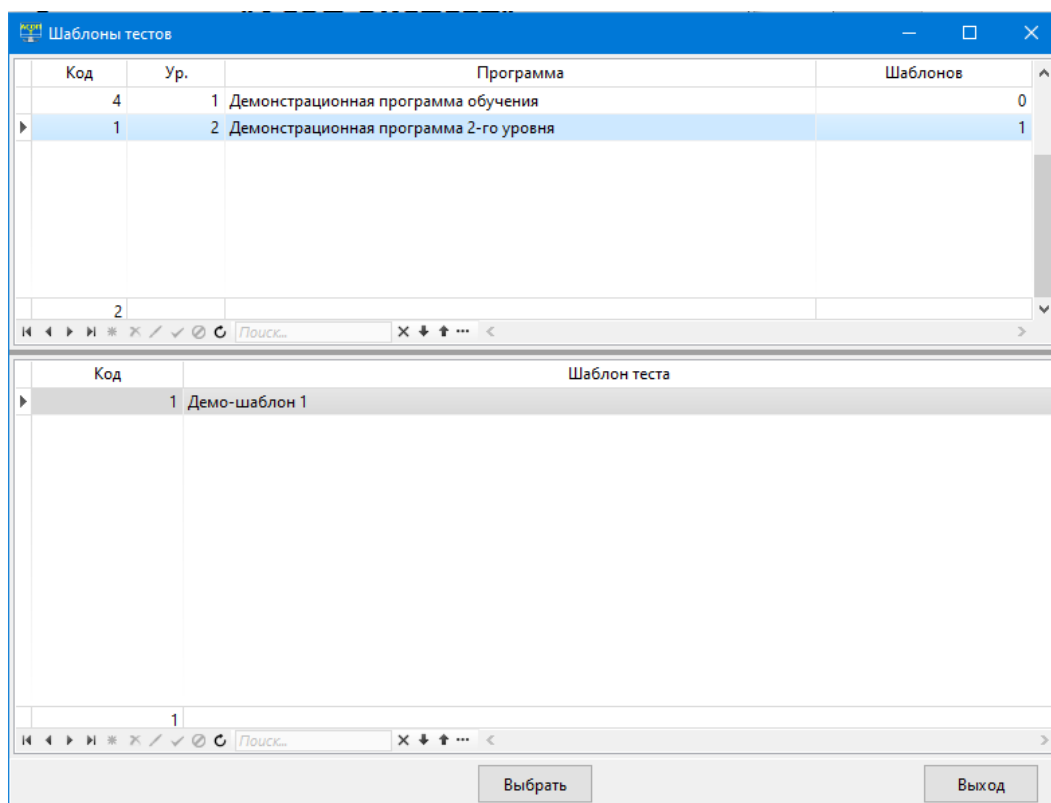 Шаблоны тестов
Код Ур. Программа Шаблонов
4 1 Демонстрационная программа обучения 0
1 2 Демонстрационная программа 2-го уровня 1
2
Поиск...
Код Шаблон теста
1 Демо-шаблон 1
1
Поиск...
Выбрать Выход